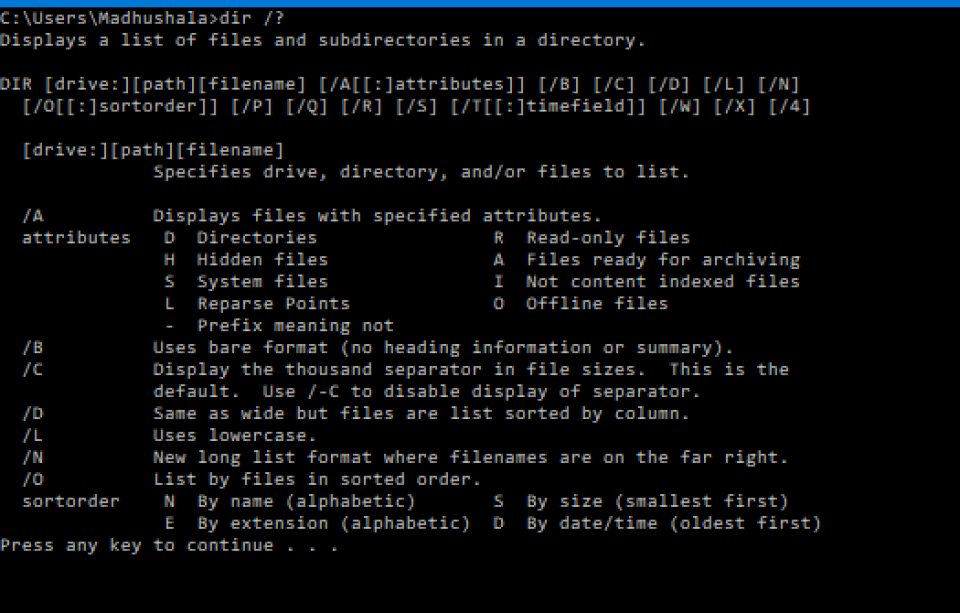 C:\Users\Madhushala>dir /?
Displays a list of files and subdirectories in a directory.
DIR [drive:][path][filename] [/A[[:]attributes]] [/B] [/C] [/D] [/L] [/N]
[/O[[:]sortorder]] [/P] [/Q] [/R] [/S] [/T[[:]timefield]] [/W] [/X] [/4]
[drive:][path][filename]
Specifies drive, directory, and/or files to list.
/A Displays files with specified attributes.
attributes D Directories R Read-only files
H Hidden files A Files ready for archiving
S System files I Not content indexed files
L Reparse Points O Offline files
- Prefix meaning not
/B Uses bare format (no heading information or summary).
/C Display the thousand separator in file sizes. This is the
default. Use /-C to disable display of separator.
/D Same as wide but files are list sorted by column.
/L Uses lowercase.
/N New long list format where filenames are on the far right.
/O List by files in sorted order.
sortorder N By name (alphabetic) S By size (smallest first)
E By extension (alphabetic) D By date/time (oldest first)
Press any key to continue . . .